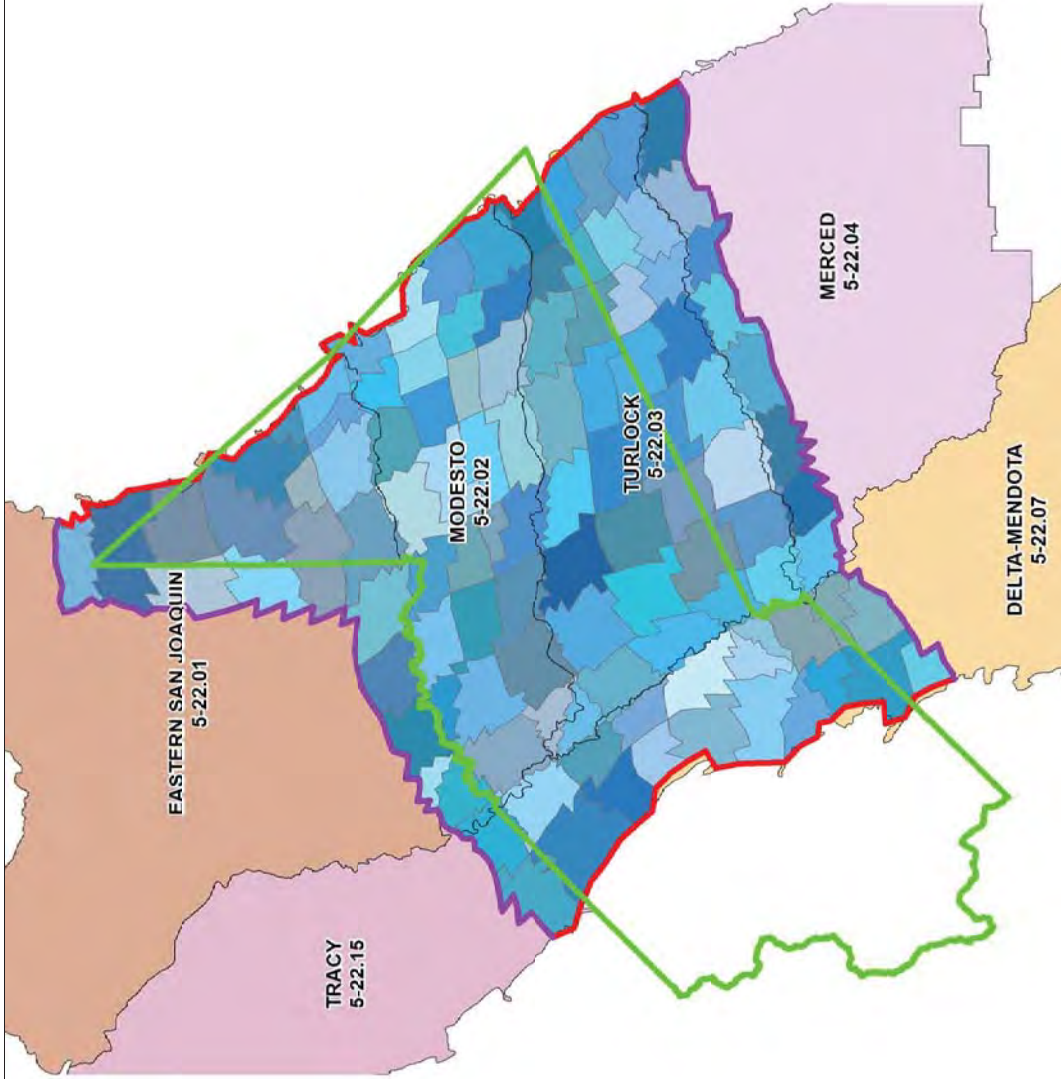 EASTERN SAN JOAQUIN
5-22.01
TRACY
5-22.15
MODESTO
5-22.02
TURLOCK
5-22.03
MERCED
5-22.04
DELTA-MENDOTA
5-22.07